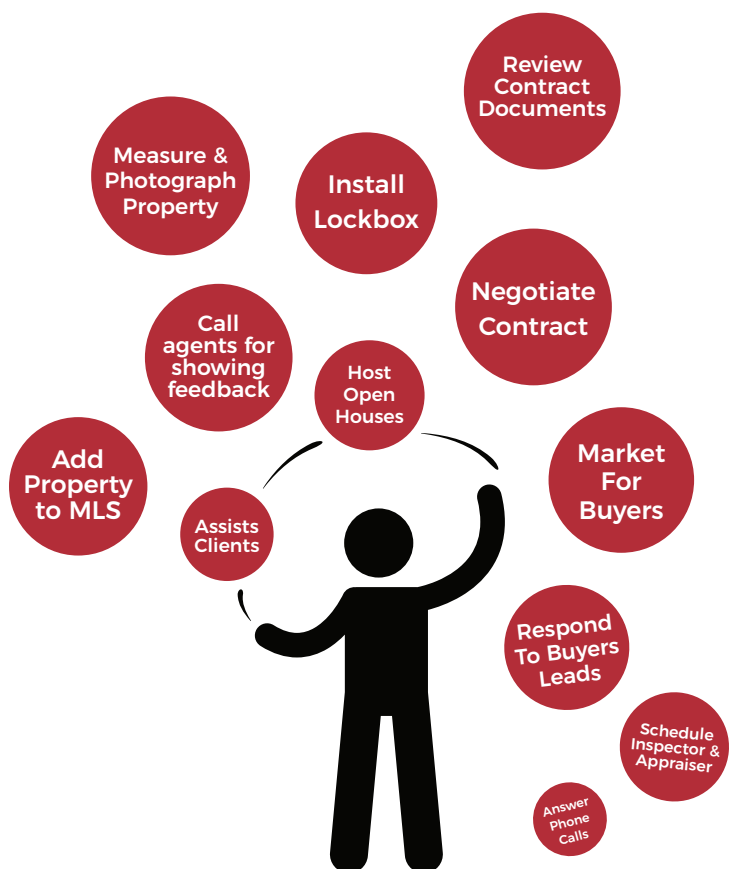 Review
Contract
Documents
Measure &
Photograph
Property
Install
Lockbox
Negotiate
Contract
Call
agents for
showing
feedback
Host
Open
Houses
Add
Property
to MLS
Market
For
Buyers
Assists
Clients
Respond
To Buyers
Leads
Schedule
Inspector &
Appraiser
Answer
Phone
Calls